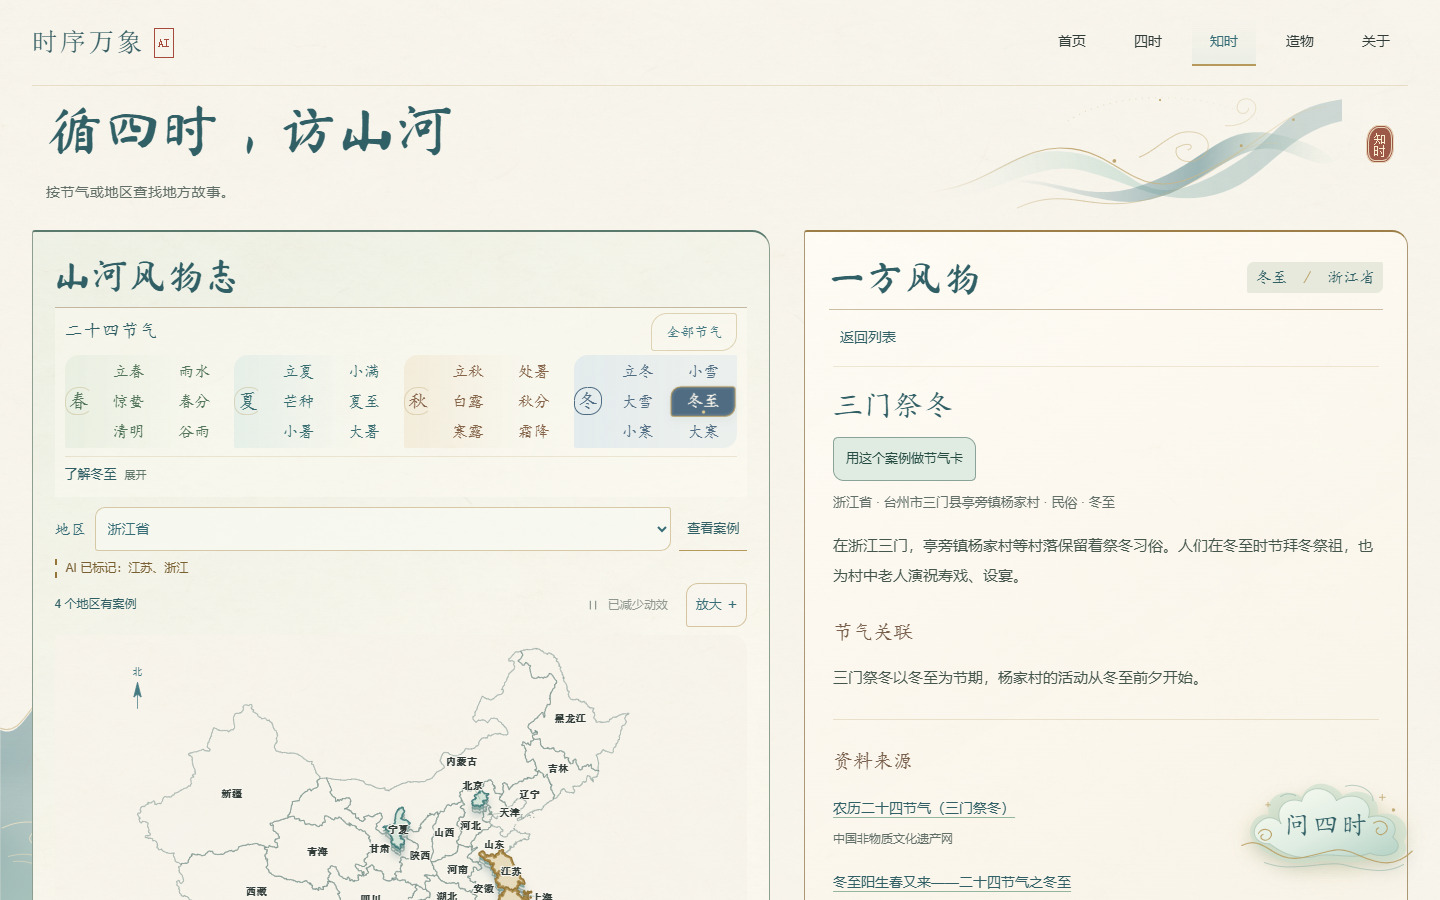 时序万象 AI
首页 四时 知时 造物 关于
循四时，访山河
知时
按节气或地区查找地方故事。
山河风物志
二十四节气 全部节气
春 立春 雨水 夏 立夏 小满 秋 立秋 处暑 冬 立冬 小雪
惊蛰 春分 芒种 夏至 白露 秋分 大雪 冬至
清明 谷雨 小暑 大暑 寒露 霜降 小寒 大寒
了解冬至 展开
地区 浙江省 查看案例
AI 已标记：江苏、浙江
4 个地区有案例 已减少动效 放大 +
北
黑龙江
内蒙古
吉林
北京
新疆
辽宁
天津
宁夏
山西
河北
山东
青海
甘肃
陕西
河南
江苏
西藏
四川
湖北
安徽
上海
一方风物
冬至 / 浙江省
返回列表
三门祭冬
用这个案例做节气卡
浙江省 · 台州市三门县亭旁镇杨家村 · 民俗 · 冬至
在浙江三门，亭旁镇杨家村等村落保留着祭冬习俗。人们在冬至时节拜冬祭祖，也
为村中老人演祝寿戏、设宴。
节气关联
三门祭冬以冬至为节期，杨家村的活动从冬至前夕开始。
资料来源
农历二十四节气（三门祭冬）
中国非物质文化遗产网
冬至阳生春又来——二十四节气之冬至
问四时